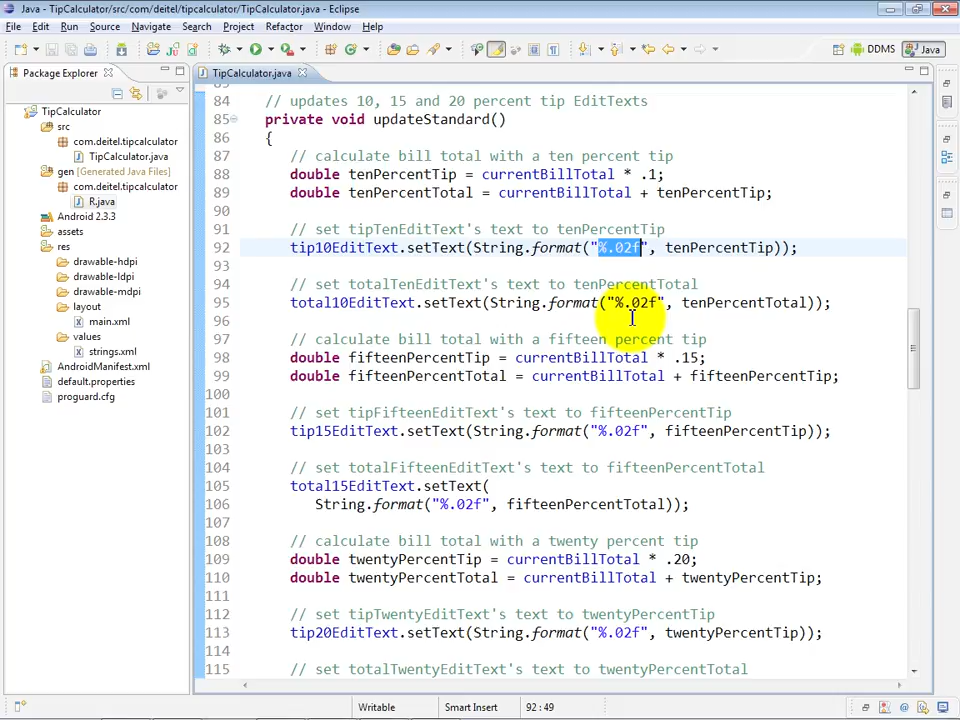 Java - TipCalculator/src/com/deitel/tipcalculator/TipCalculator.java - Eclipse
File Edit Run Source Navigate Search Project Refactor Window Help
DDMS Java
Package Explorer
TipCalculator
src
com.deitel.tipcalculator
TipCalculator.java
gen [Generated Java Files]
com.deitel.tipcalculator
R.java
Android 2.3.3
assets
res
drawable-hdpi
drawable-ldpi
drawable-mdpi
layout
main.xml
values
strings.xml
AndroidManifest.xml
default.properties
proguard.cfg
TipCalculator.java
84 // updates 10, 15 and 20 percent tip EditTexts
85 private void updateStandard()
86 {
87 // calculate bill total with a ten percent tip
88 double tenPercentTip = currentBillTotal * .1;
89 double tenPercentTotal = currentBillTotal + tenPercentTip;
90
91 // set tipTenEditText's text to tenPercentTip
92 tip10EditText.setText(String.format("%.02f", tenPercentTip));
93
94 // set totalTenEditText's text to tenPercentTotal
95 total10EditText.setText(String.format("%.02f", tenPercentTotal));
96
97 // calculate bill total with a fifteen percent tip
98 double fifteenPercentTip = currentBillTotal * .15;
99 double fifteenPercentTotal = currentBillTotal + fifteenPercentTip;
100
101 // set tipFifteenEditText's text to fifteenPercentTip
102 tip15EditText.setText(String.format("%.02f", fifteenPercentTip));
103
104 // set totalFifteenEditText's text to fifteenPercentTotal
105 total15EditText.setText(
106 String.format("%.02f", fifteenPercentTotal));
107
108 // calculate bill total with a twenty percent tip
109 double twentyPercentTip = currentBillTotal * .20;
110 double twentyPercentTotal = currentBillTotal + twentyPercentTip;
111
112 // set tipTwentyEditText's text to twentyPercentTip
113 tip20EditText.setText(String.format("%.02f", twentyPercentTip));
114
115 // set totalTwentyEditText's text to twentyPercentTotal
Writable Smart Insert 92 : 49